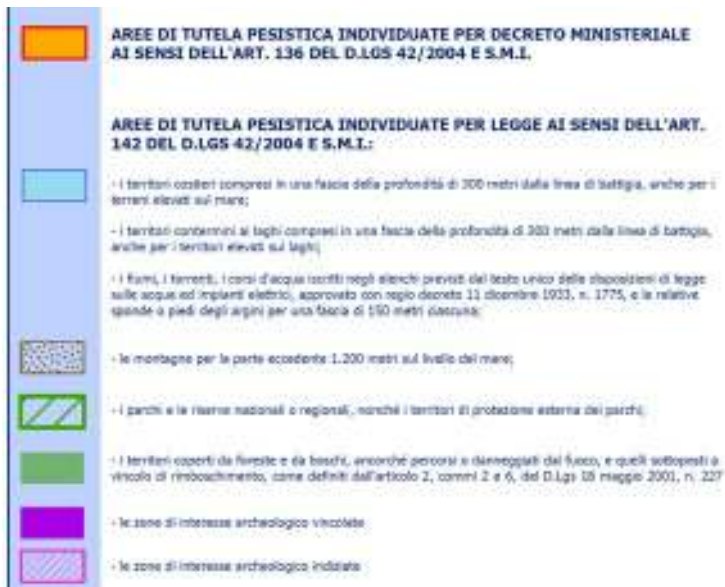 AREE DI TUTELA PESISTICA INDIVIDUATE PER DECRETO MINISTERIALE
AI SENSI DELL'ART. 136 DEL D.LGS 42/2004 E S.M.I.
AREE DI TUTELA PESISTICA INDIVIDUATE PER LEGGE AI SENSI DELL'ART.
142 DEL D.LGS 42/2004 E S.M.I.:
- i territori costieri compresi in una fascia della profondità di 300 metri dalla linea di battigia, anche per i
terreni elevati sul mare;
- i territori contermini ai laghi compresi in una fascia della profondità di 300 metri dalla linea di battigia,
anche per i territori elevati sui laghi;
- i fiumi, i torrenti, i corsi d'acqua iscritti negli elenchi previsti dal testo unico delle disposizioni di legge
sulle acque ed impianti elettrici, approvato con regio decreto 11 dicembre 1933, n. 1775, e le relative
sponde o piedi degli argini per una fascia di 150 metri ciascuna;
- le montagne per la parte eccedente 1.200 metri sul livello del mare;
- i parchi e le riserve nazionali o regionali, nonché i territori di protezione esterna dei parchi;
- i territori coperti da foreste e da boschi, ancorché percorsi o danneggiati dal fuoco, e quelli sottoposti a
vincolo di rimboschimento, come definiti dall'articolo 2, commi 2 e 6, del D.Lgs 18 maggio 2001, n. 227
- le zone di interesse archeologico vincolate
- le zone di interesse archeologico indiziate